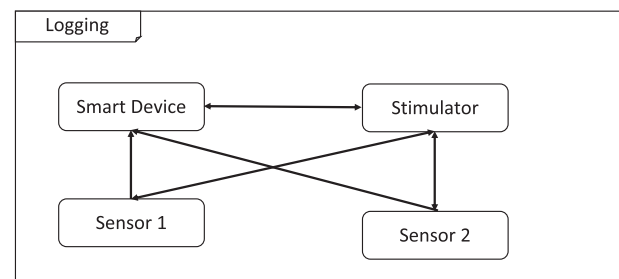 Logging
Smart Device
Stimulator
Sensor 1
Sensor 2